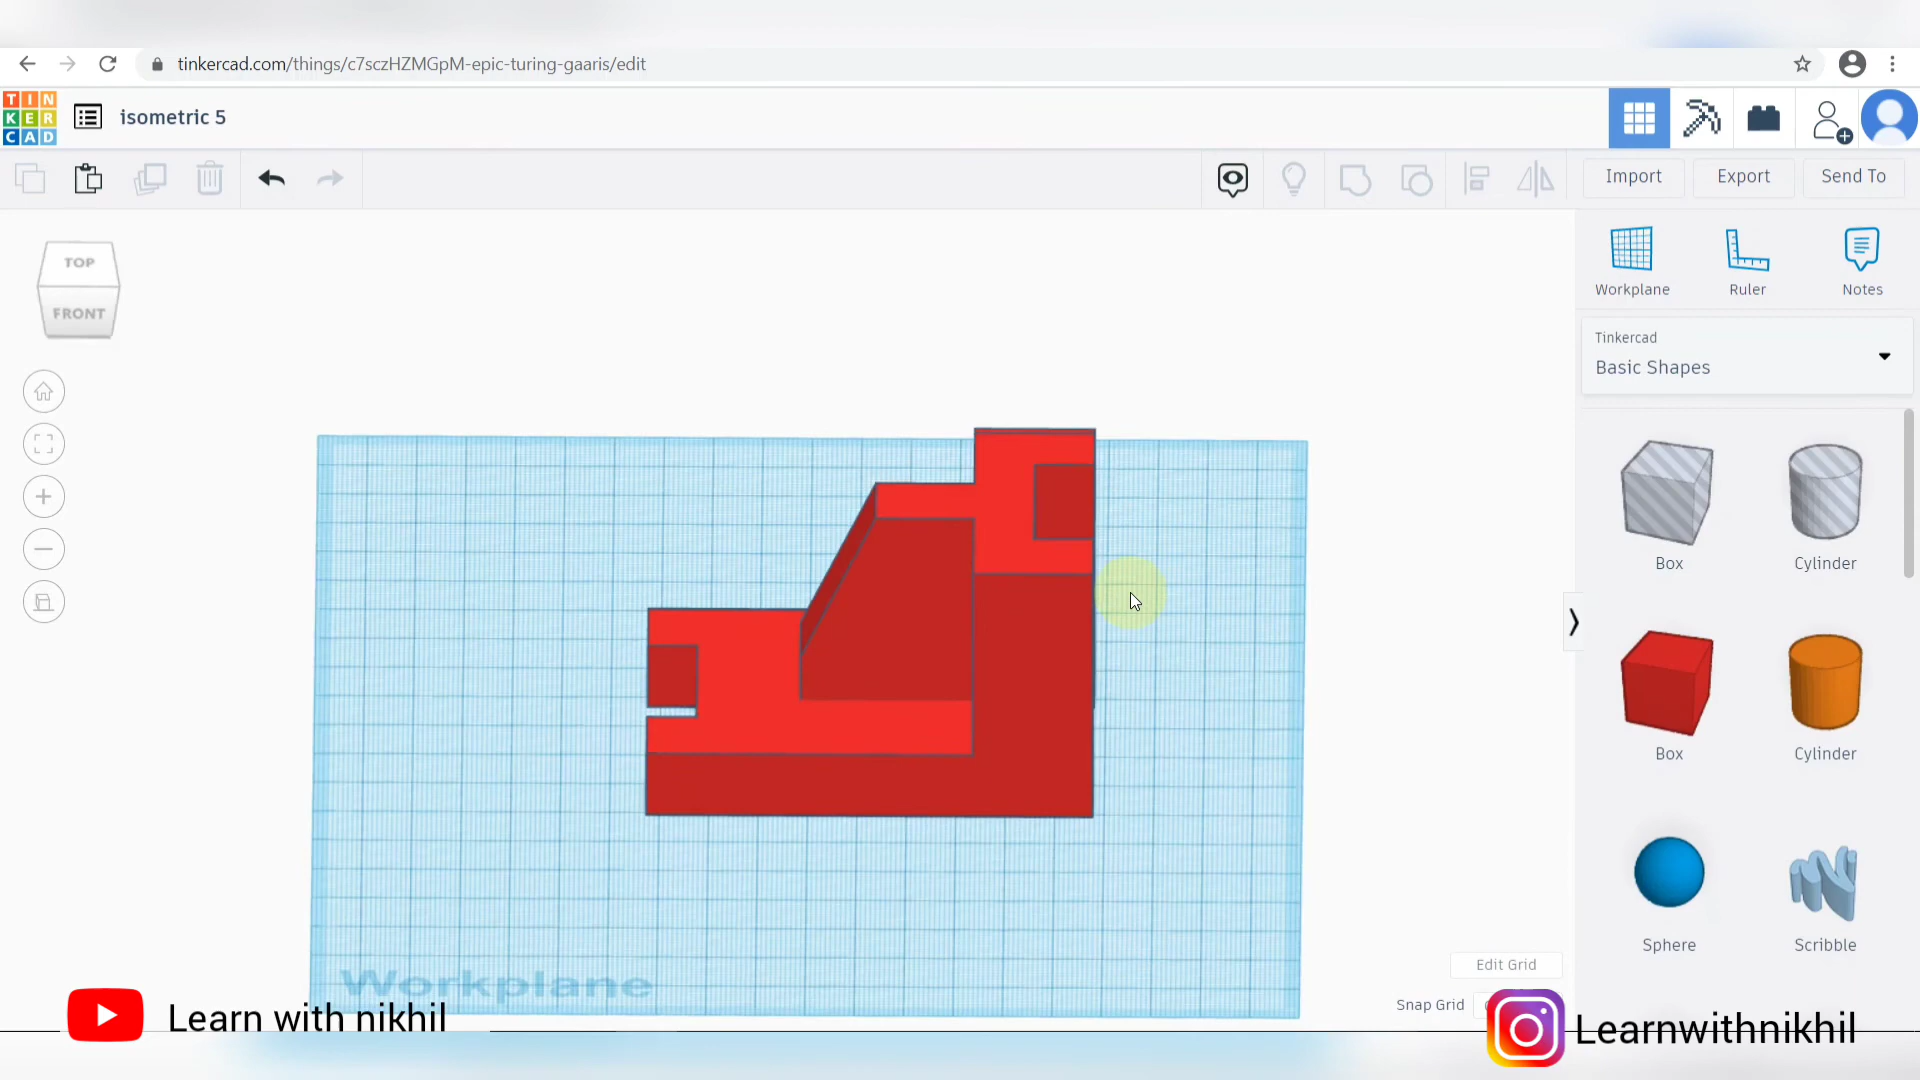 tinkercad.com/things/c7sczHZMGpM-epic-turing-gaaris/edit
TIN
KER
CAD
isometric 5
Import
Export
Send To
TOP
FRONT
Workplane
Ruler
Notes
Tinkercad
Basic Shapes
Box
Cylinder
Box
Cylinder
Sphere
Scribble
Workplane
Edit Grid
Snap Grid
Learn with nikhil
Learnwithnikhil